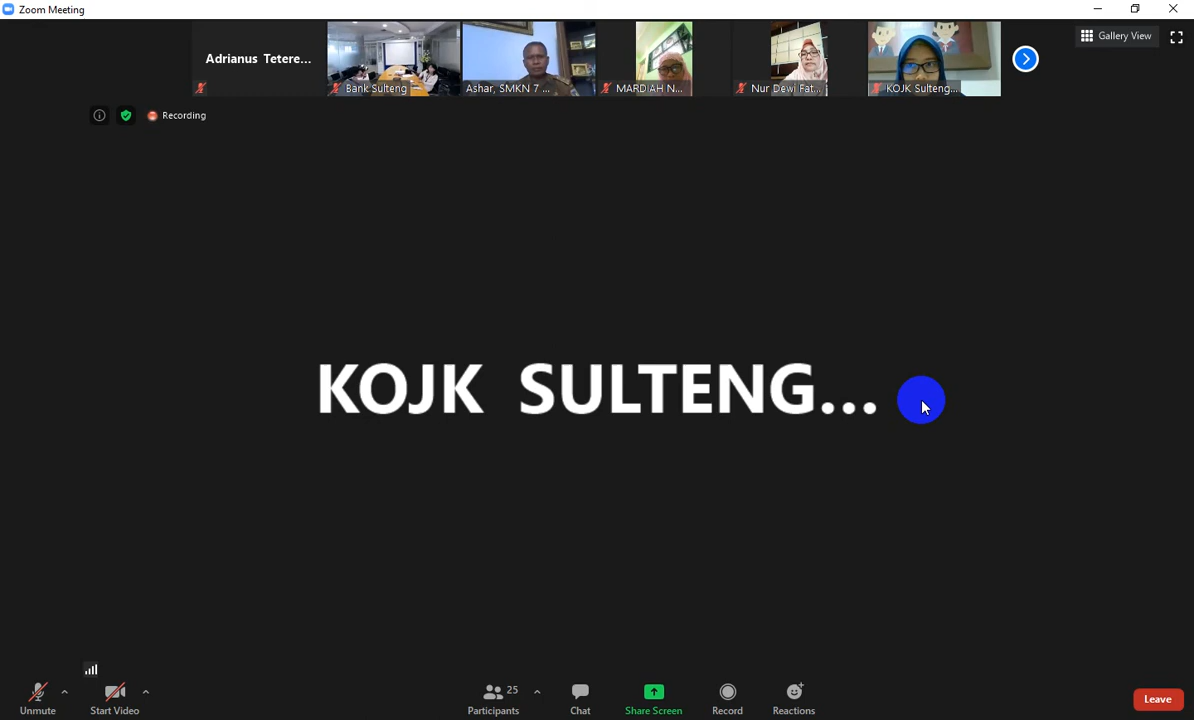 Zoom Meeting
Adrianus Tetere...
Bank Sulteng
Ashar, SMKN 7 ...
MARDIAH N...
Nur Dewi Fat...
KOJK Sulteng...
Gallery View
Recording
KOJK SULTENG...
Unmute
Start Video
25
Participants
Chat
Share Screen
Record
Reactions
Leave